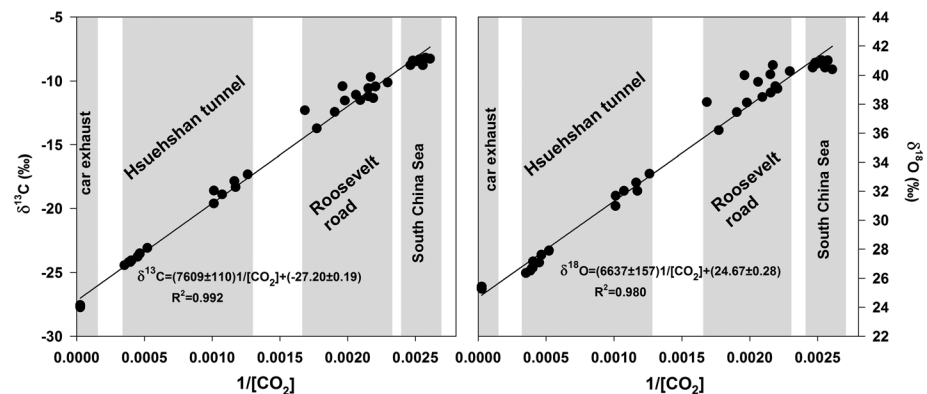 -5
-10
-15
-20
-25
-30
δ¹³C (‰)
car exhaust
Hsuehshan tunnel
Roosevelt
road
South China Sea
δ¹³C=(7609±110)1/[CO₂]+(-27.20±0.19)
R²=0.992
0.0000 0.0005 0.0010 0.0015 0.0020 0.0025
1/[CO₂]
car exhaust
Hsuehshan tunnel
Roosevelt
road
South China Sea
δ¹⁸O=(6637±157)1/[CO₂]+(24.67±0.28)
R²=0.980
44
42
40
38
36
34
32
30
28
26
24
22
δ¹⁸O (‰)
0.0000 0.0005 0.0010 0.0015 0.0020 0.0025
1/[CO₂]